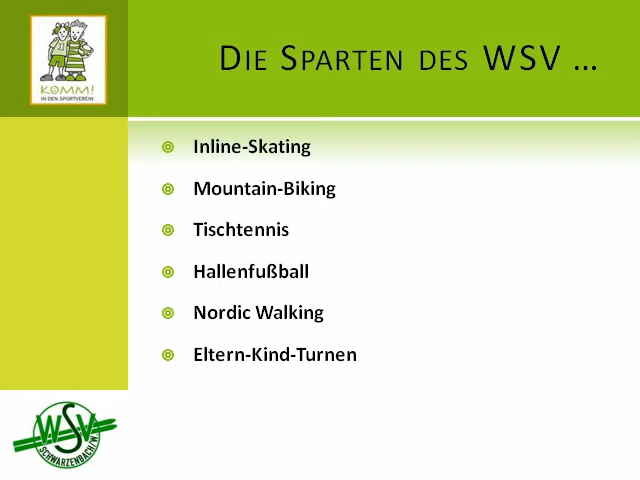 KOMM!
IN DEN SPORTVEREIN
DIE SPARTEN DES WSV ...
Inline-Skating
Mountain-Biking
Tischtennis
Hallenfußball
Nordic Walking
Eltern-Kind-Turnen
WSV
SCHWARZENBACH/W.